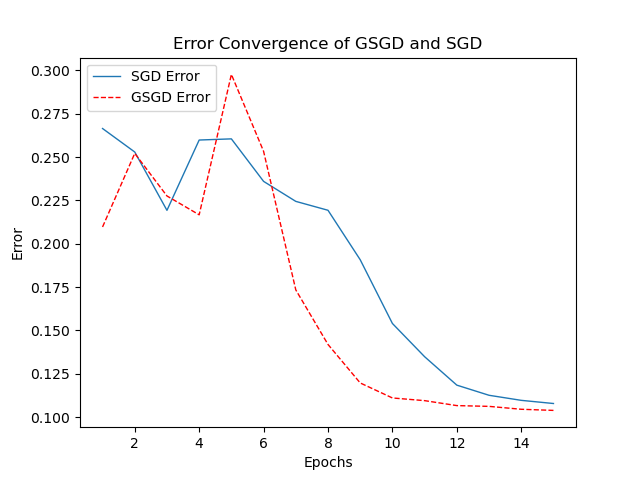 Error Convergence of GSGD and SGD
SGD Error
GSGD Error
0.300
0.275
0.250
0.225
0.200
0.175
0.150
0.125
0.100
Error
2 4 6 8 10 12 14
Epochs